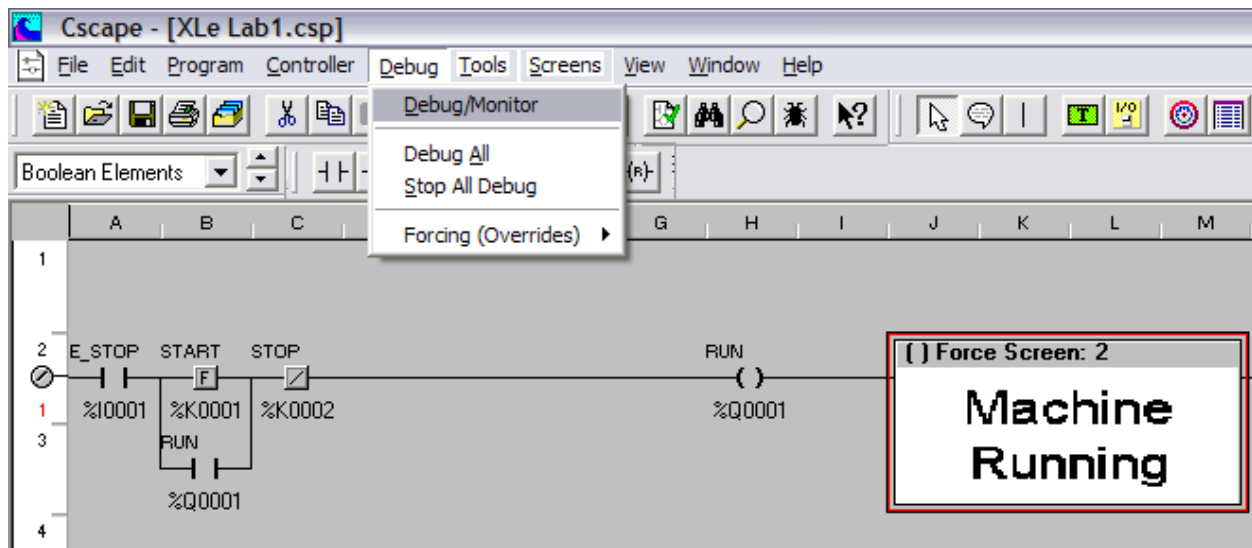 Cscape - [XLe Lab1.csp]
File Edit Program Controller Debug Tools Screens View Window Help
Debug/Monitor
Debug All
Stop All Debug
Forcing (Overrides)
T I/O
Boolean Elements
(R)
A B C G H I J K L M
1
2 E_STOP START STOP RUN
[ ] Force Screen: 2
F
1 %I0001 %K0001 %K0002 %Q0001
Machine
Running
3 RUN
%Q0001
4